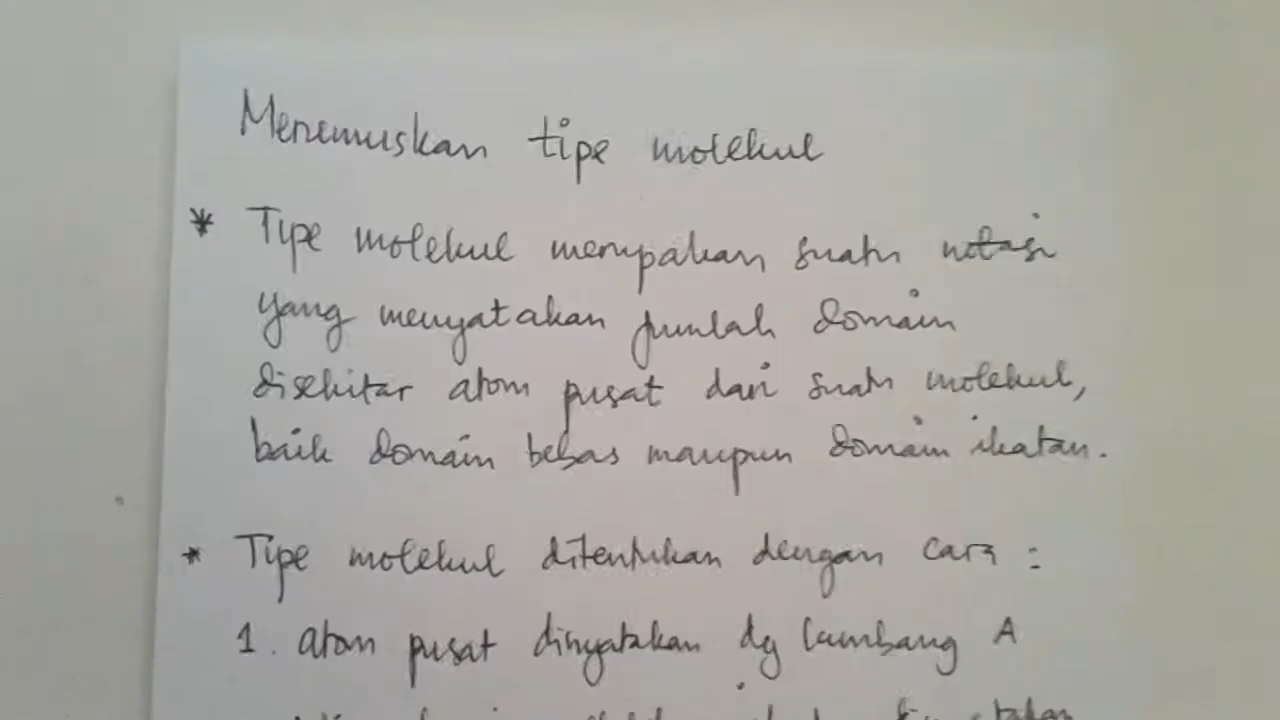 Merumuskan tipe molekul
* Tipe molekul merupakan suatu notasi
yang menyatakan jumlah domain
disekitar atom pusat dari suatu molekul,
baik domain bebas maupun domain ikatan.
* Tipe molekul ditentukan dengan cara :
1. atom pusat dinyatakan dg lambang A